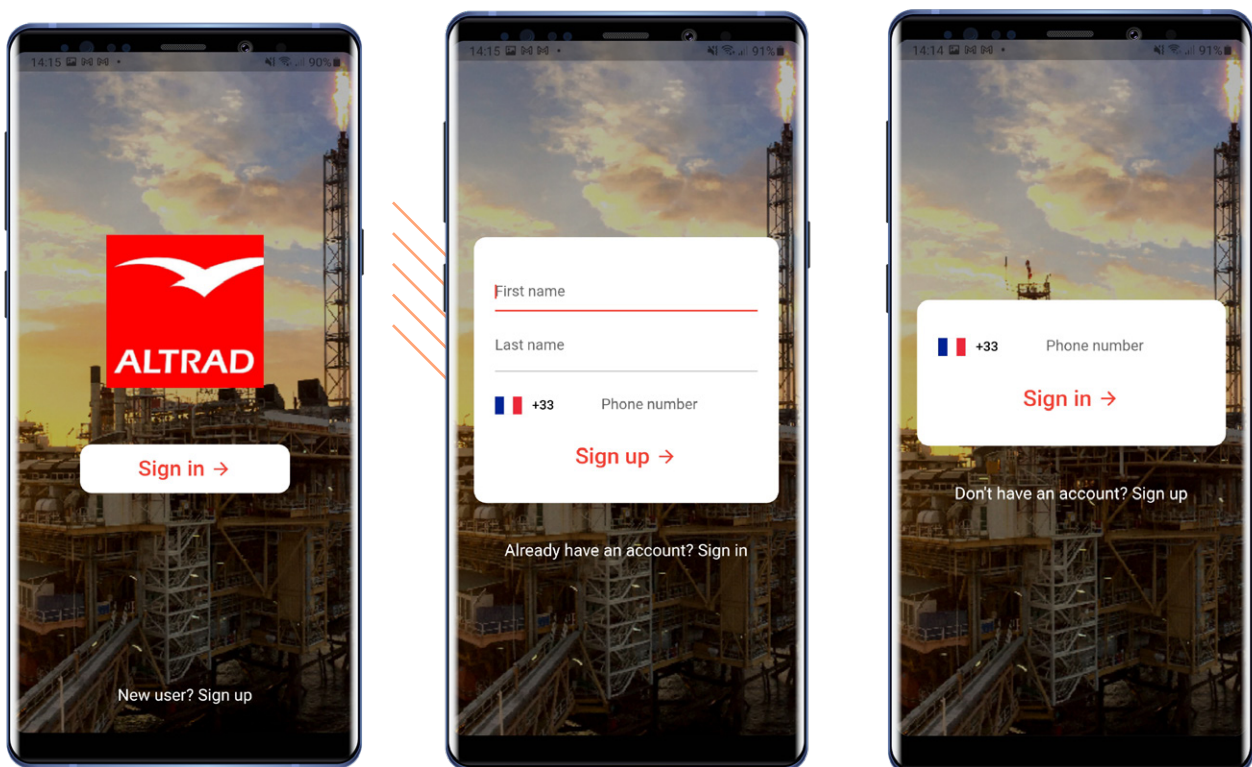 14:15
90%
ALTRAD
Sign in →
New user? Sign up
14:15
91%
First name
Last name
+33 Phone number
Sign up →
Already have an account? Sign in
14:14
91%
+33 Phone number
Sign in →
Don't have an account? Sign up